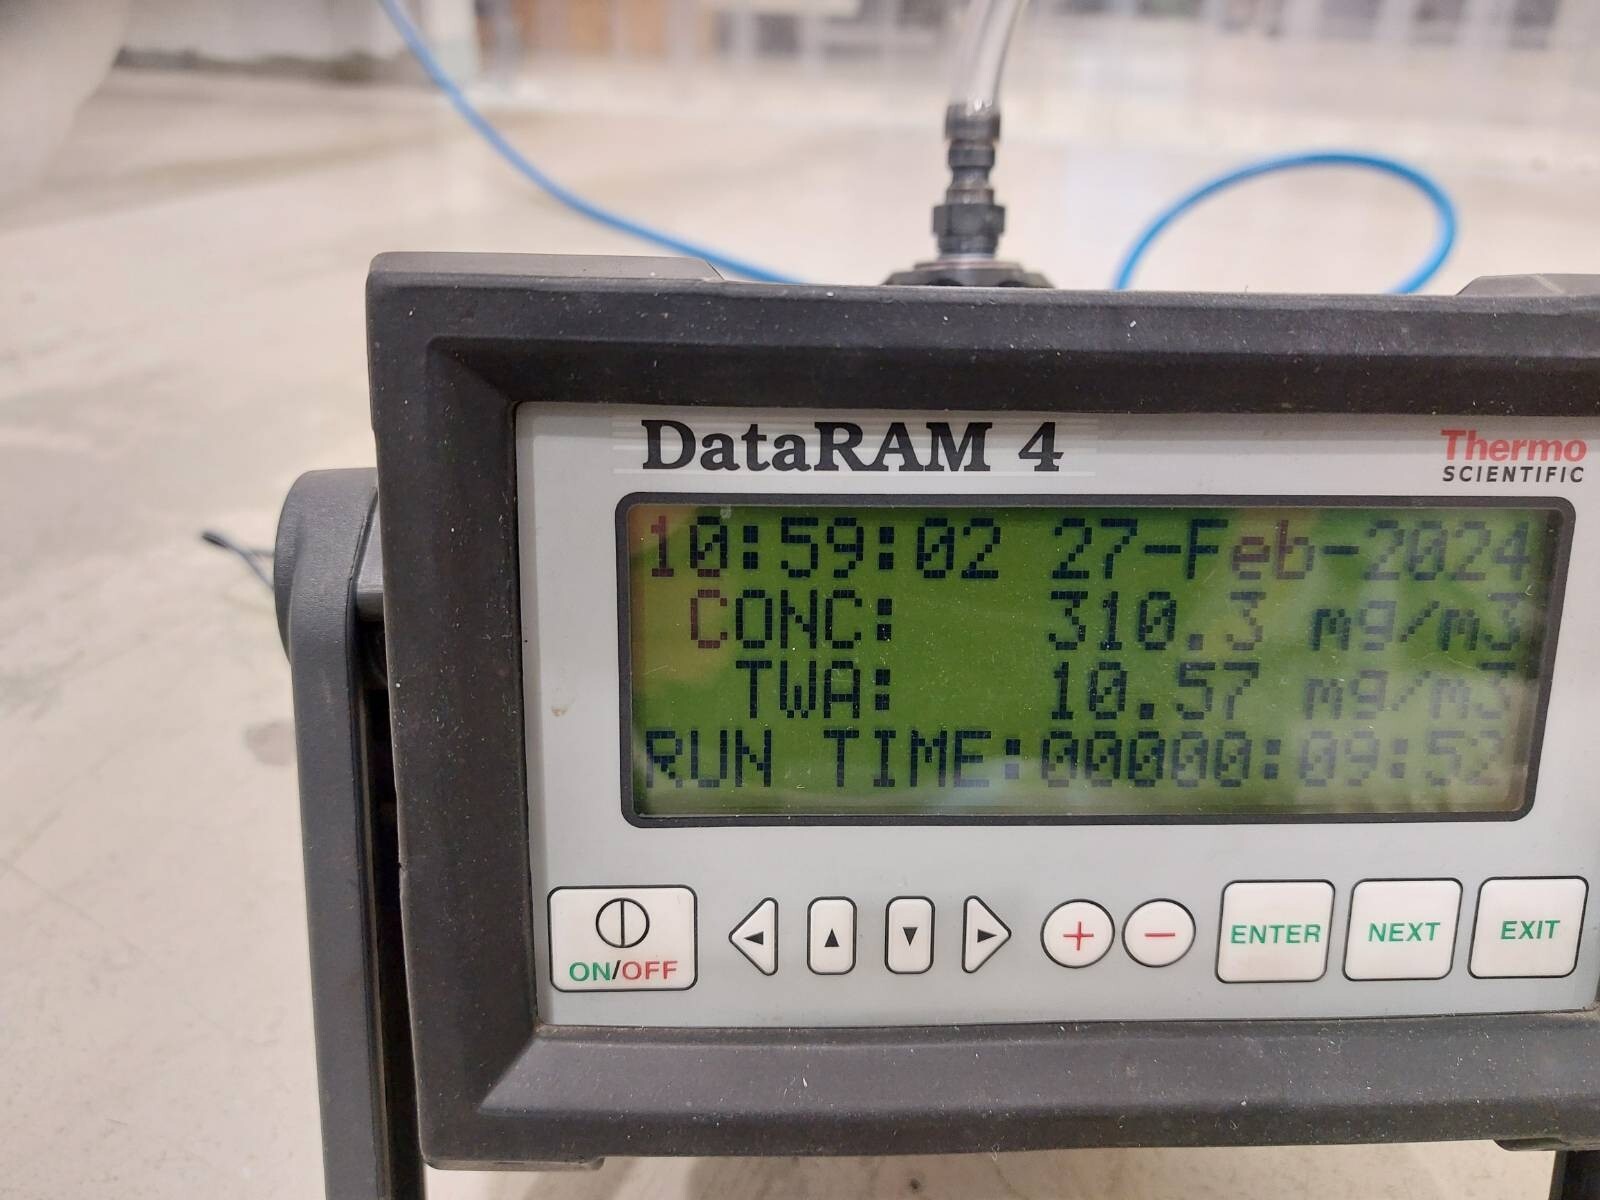 DataRAM 4
Thermo
SCIENTIFIC
10:59:02 27-Feb-2024
CONC: 310.3 mg/m3
TWA: 10.57 mg/m3
RUN TIME:00000:09:52
ON/OFF
+ −
ENTER
NEXT
EXIT